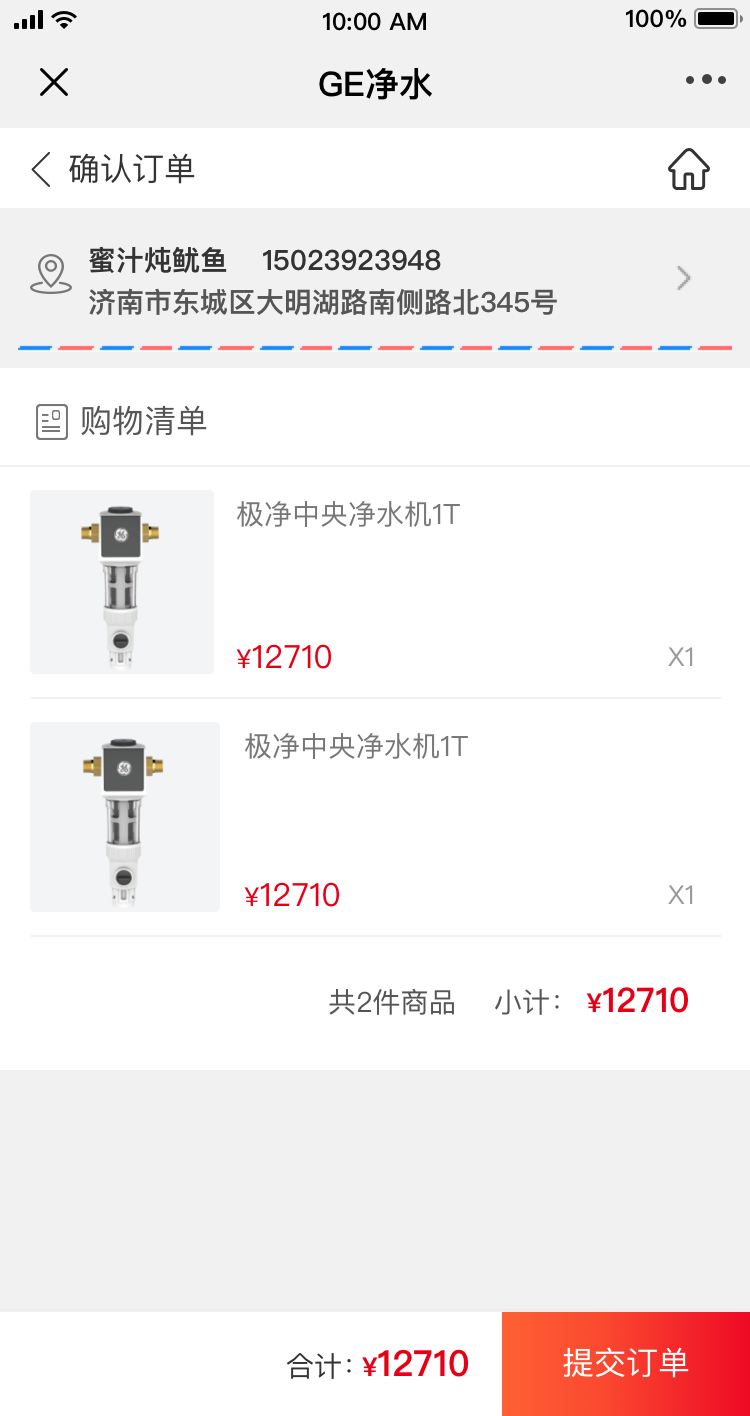 10:00 AM
100%
GE净水
确认订单
蜜汁炖鱿鱼 15023923948
济南市东城区大明湖路南侧路北345号
购物清单
极净中央净水机1T
¥12710 X1
极净中央净水机1T
¥12710 X1
共2件商品 小计: ¥12710
合计: ¥12710 提交订单